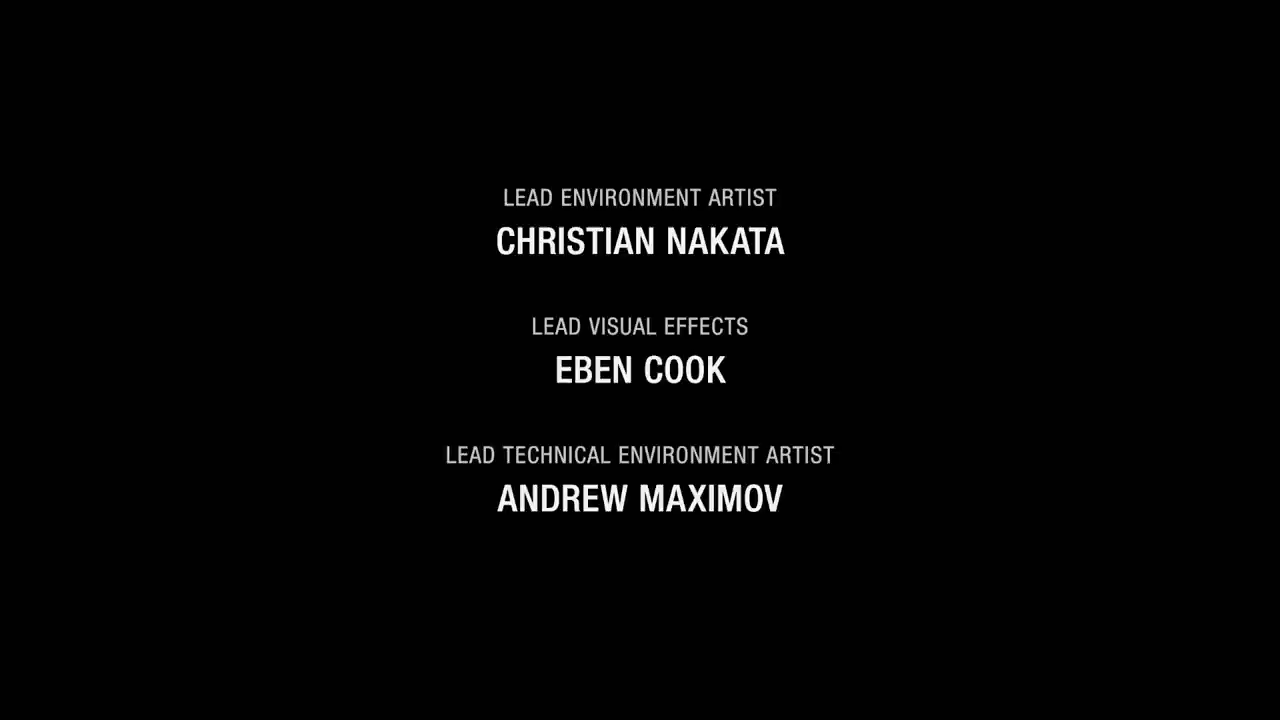 LEAD ENVIRONMENT ARTIST
CHRISTIAN NAKATA
LEAD VISUAL EFFECTS
EBEN COOK
LEAD TECHNICAL ENVIRONMENT ARTIST
ANDREW MAXIMOV